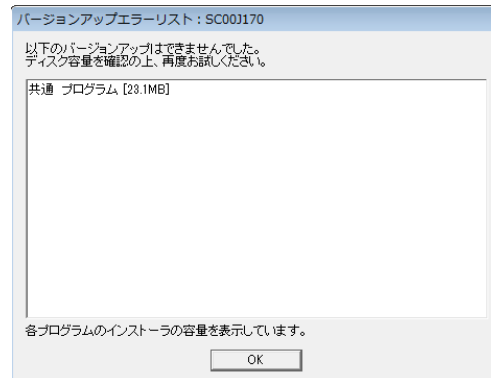 バージョンアップエラーリスト：SC00J170
以下のバージョンアップはできませんでした。
ディスク容量を確認の上、再度お試しください。
共通 プログラム [23.1MB]
各プログラムのインストーラの容量を表示しています。
OK